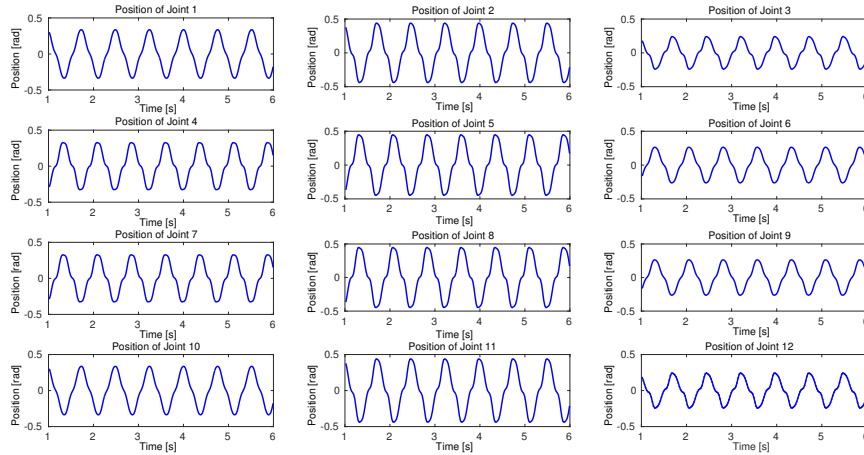 Position of Joint 1
Position [rad]
0.5
0
-0.5
1 2 3 4 5 6
Time [s]
Position of Joint 2
Position [rad]
0.5
0
-0.5
1 2 3 4 5 6
Time [s]
Position of Joint 3
Position [rad]
0.5
0
-0.5
1 2 3 4 5 6
Time [s]
Position of Joint 4
Position [rad]
0.5
0
-0.5
1 2 3 4 5 6
Time [s]
Position of Joint 5
Position [rad]
0.5
0
-0.5
1 2 3 4 5 6
Time [s]
Position of Joint 6
Position [rad]
0.5
0
-0.5
1 2 3 4 5 6
Time [s]
Position of Joint 7
Position [rad]
0.5
0
-0.5
1 2 3 4 5 6
Time [s]
Position of Joint 8
Position [rad]
0.5
0
-0.5
1 2 3 4 5 6
Time [s]
Position of Joint 9
Position [rad]
0.5
0
-0.5
1 2 3 4 5 6
Time [s]
Position of Joint 10
Position [rad]
0.5
0
-0.5
1 2 3 4 5 6
Time [s]
Position of Joint 11
Position [rad]
0.5
0
-0.5
1 2 3 4 5 6
Time [s]
Position of Joint 12
Position [rad]
0.5
0
-0.5
1 2 3 4 5 6
Time [s]